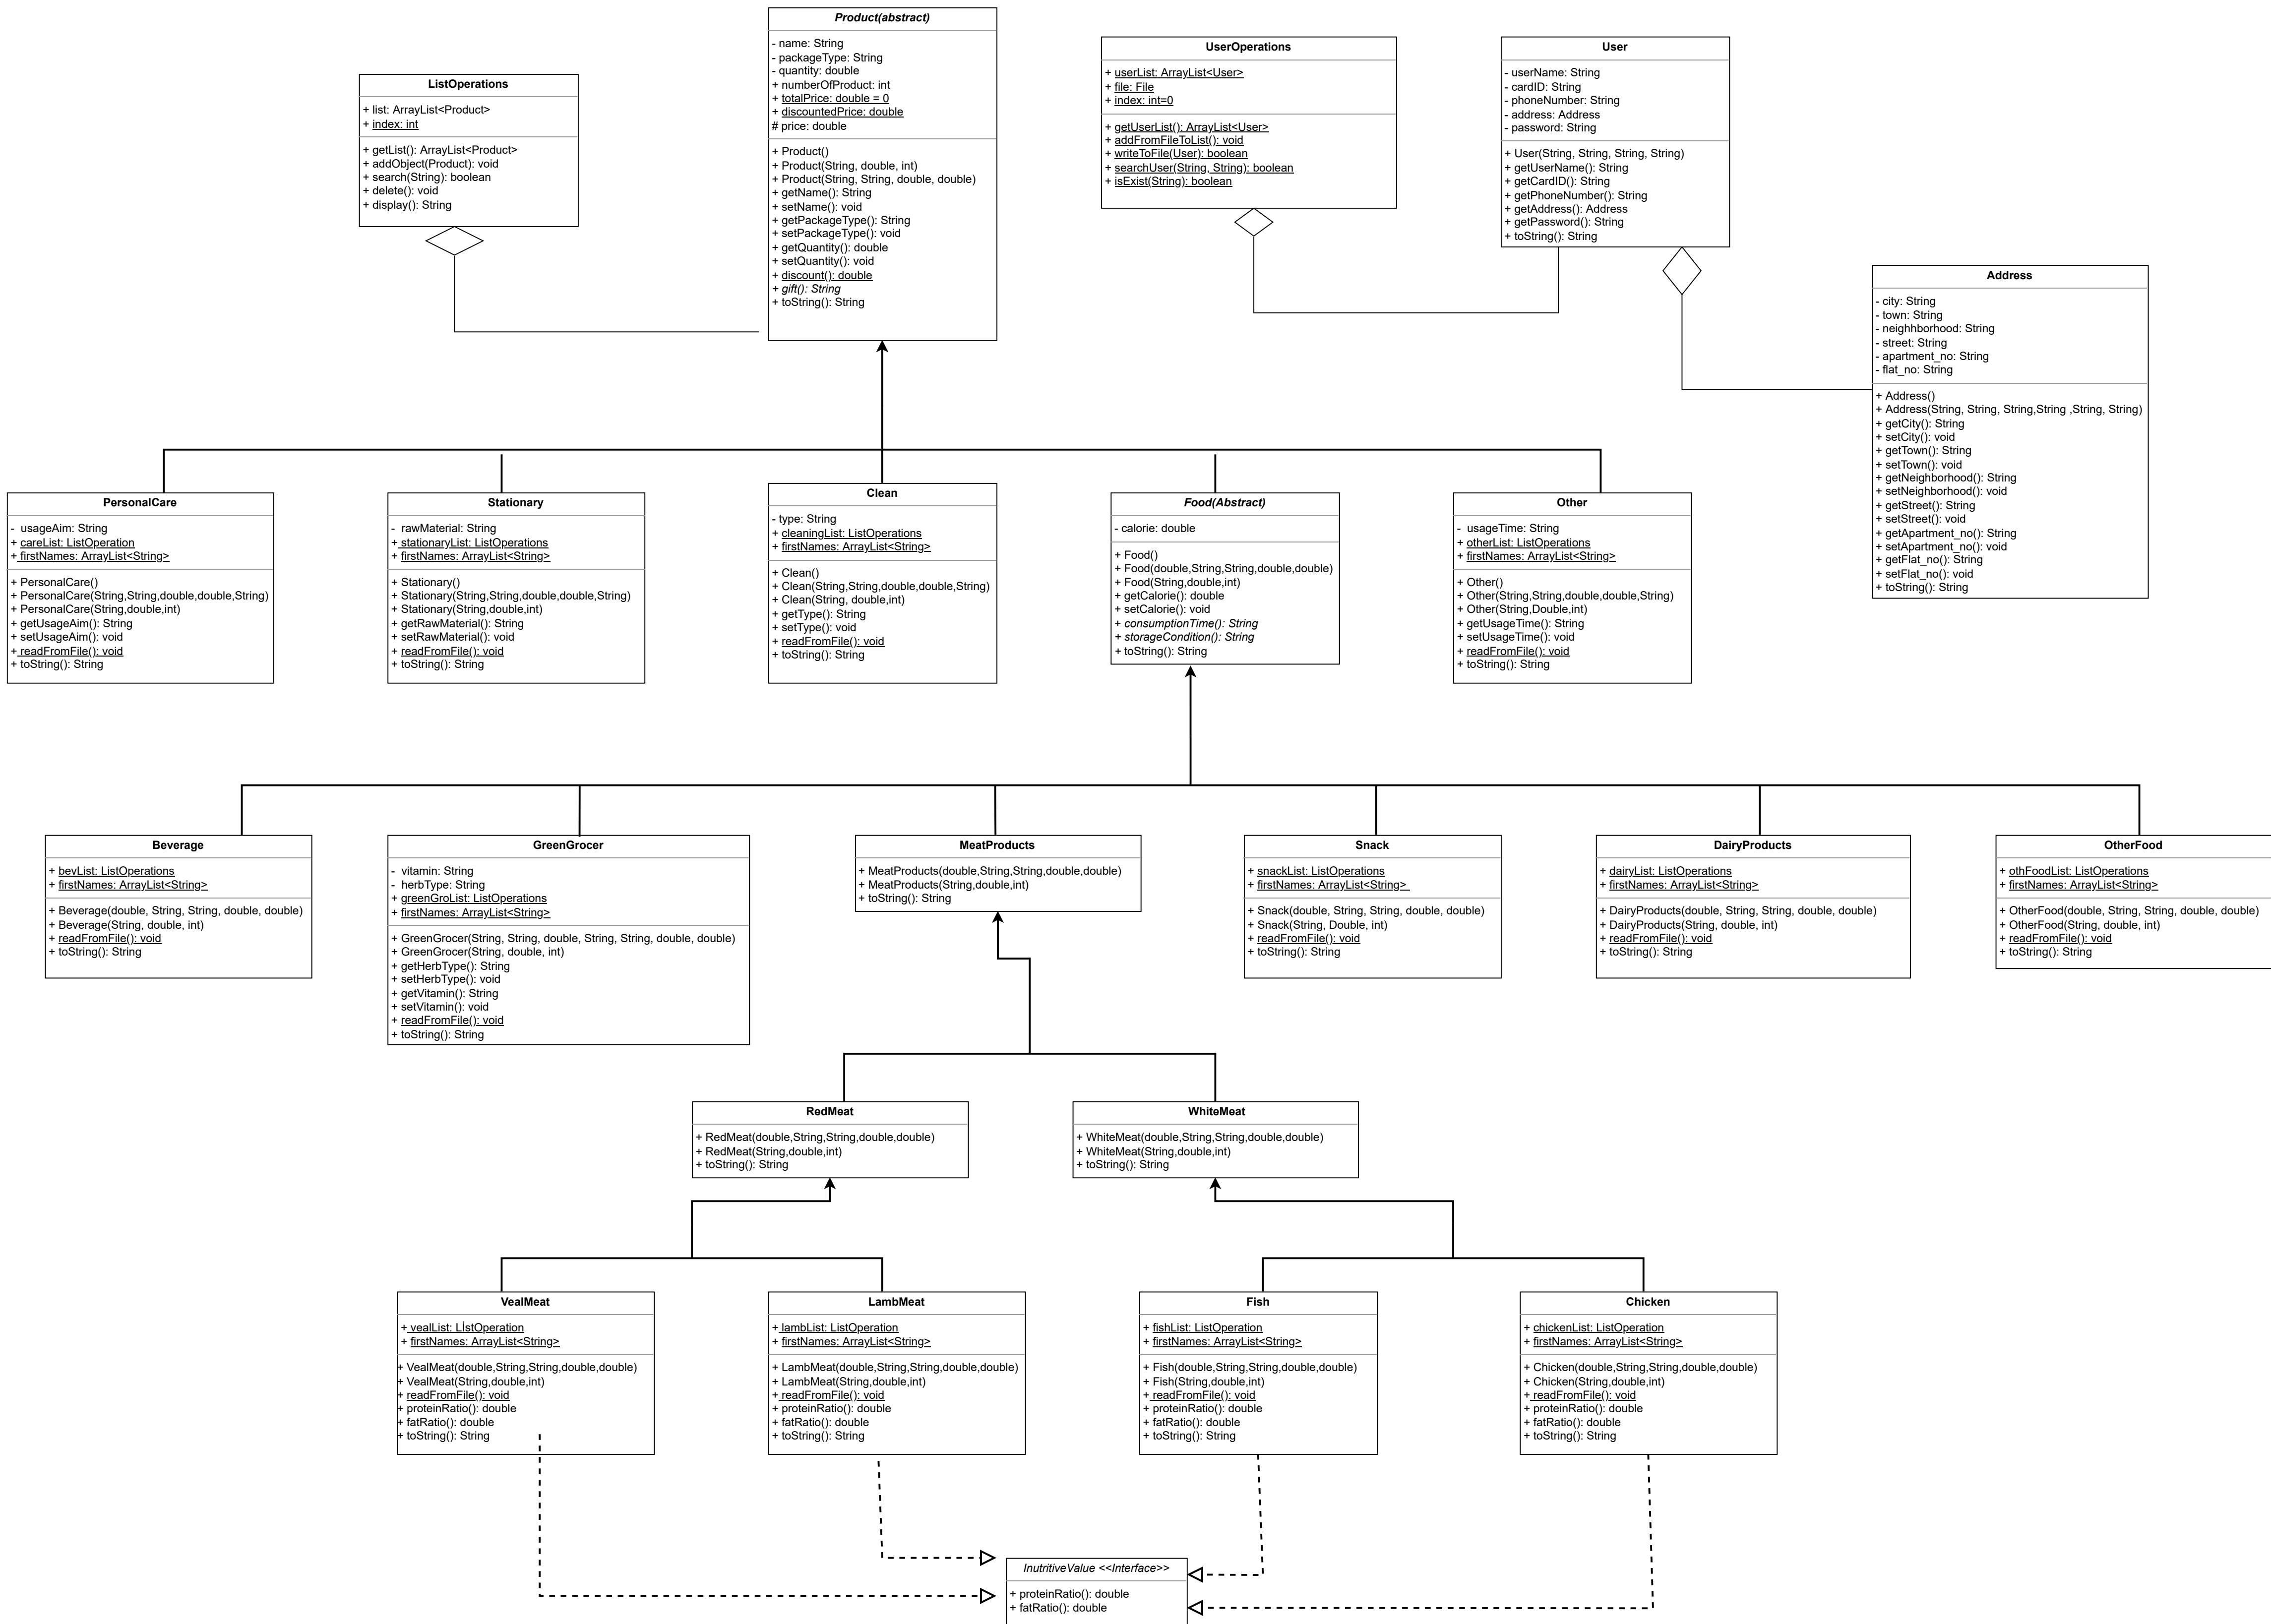 Product(abstract)
- name: String
- packageType: String
- quantity: double
+ numberOfProduct: int
+ totalPrice: double = 0
+ discountedPrice: double
# price: double
+ Product()
+ Product(String, double, int)
+ Product(String, String, double, double)
+ getName(): String
+ setName(): void
+ getPackageType(): String
+ setPackageType(): void
+ getQuantity(): double
+ setQuantity(): void
+ discount(): double
+ gift(): String
+ toString(): String
ListOperations
+ list: ArrayList<Product>
+ index: int
+ getList(): ArrayList<Product>
+ addObject(Product): void
+ search(String): boolean
+ delete(): void
+ display(): String
UserOperations
+ userList: ArrayList<User>
+ file: File
+ index: int=0
+ getUserList(): ArrayList<User>
+ addFromFileToList(): void
+ writeToFile(User): boolean
+ searchUser(String, String): boolean
+ isExist(String): boolean
User
- userName: String
- cardID: String
- phoneNumber: String
- address: Address
- password: String
+ User(String, String, String, String)
+ getUserName(): String
+ getCardID(): String
+ getPhoneNumber(): String
+ getAddress(): Address
+ getPassword(): String
+ toString(): String
Address
- city: String
- town: String
- neighhborhood: String
- street: String
- apartment_no: String
- flat_no: String
+ Address()
+ Address(String, String, String,String ,String, String)
+ getCity(): String
+ setCity(): void
+ getTown(): String
+ setTown(): void
+ getNeighborhood(): String
+ setNeighborhood(): void
+ getStreet(): String
+ setStreet(): void
+ getApartment_no(): String
+ setApartment_no(): void
+ getFlat_no(): String
+ setFlat_no(): void
+ toString(): String
PersonalCare
- usageAim: String
+ careList: ListOperation
+ firstNames: ArrayList<String>
+ PersonalCare()
+ PersonalCare(String,String,double,double,String)
+ PersonalCare(String,double,int)
+ getUsageAim(): String
+ setUsageAim(): void
+ readFromFile(): void
+ toString(): String
Stationary
- rawMaterial: String
+ stationaryList: ListOperations
+ firstNames: ArrayList<String>
+ Stationary()
+ Stationary(String,String,double,double,String)
+ Stationary(String,double,int)
+ getRawMaterial(): String
+ setRawMaterial(): void
+ readFromFile(): void
+ toString(): String
Clean
- type: String
+ cleaningList: ListOperations
+ firstNames: ArrayList<String>
+ Clean()
+ Clean(String,String,double,double,String)
+ Clean(String, double,int)
+ getType(): String
+ setType(): void
+ readFromFile(): void
+ toString(): String
Food(Abstract)
- calorie: double
+ Food()
+ Food(double,String,String,double,double)
+ Food(String,double,int)
+ getCalorie(): double
+ setCalorie(): void
+ consumptionTime(): String
+ storageCondition(): String
+ toString(): String
Other
- usageTime: String
+ otherList: ListOperations
+ firstNames: ArrayList<String>
+ Other()
+ Other(String,String,double,double,String)
+ Other(String,Double,int)
+ getUsageTime(): String
+ setUsageTime(): void
+ readFromFile(): void
+ toString(): String
Beverage
+ bevList: ListOperations
+ firstNames: ArrayList<String>
+ Beverage(double, String, String, double, double)
+ Beverage(String, double, int)
+ readFromFile(): void
+ toString(): String
GreenGrocer
- vitamin: String
- herbType: String
+ greenGroList: ListOperations
+ firstNames: ArrayList<String>
+ GreenGrocer(String, String, double, String, String, double, double)
+ GreenGrocer(String, double, int)
+ getHerbType(): String
+ setHerbType(): void
+ getVitamin(): String
+ setVitamin(): void
+ readFromFile(): void
+ toString(): String
MeatProducts
+ MeatProducts(double,String,String,double,double)
+ MeatProducts(String,double,int)
+ toString(): String
Snack
+ snackList: ListOperations
+ firstNames: ArrayList<String>
+ Snack(double, String, String, double, double)
+ Snack(String, Double, int)
+ readFromFile(): void
+ toString(): String
DairyProducts
+ dairyList: ListOperations
+ firstNames: ArrayList<String>
+ DairyProducts(double, String, String, double, double)
+ DairyProducts(String, double, int)
+ readFromFile(): void
+ toString(): String
OtherFood
+ othFoodList: ListOperations
+ firstNames: ArrayList<String>
+ OtherFood(double, String, String, double, double)
+ OtherFood(String, double, int)
+ readFromFile(): void
+ toString(): String
RedMeat
+ RedMeat(double,String,String,double,double)
+ RedMeat(String,double,int)
+ toString(): String
WhiteMeat
+ WhiteMeat(double,String,String,double,double)
+ WhiteMeat(String,double,int)
+ toString(): String
VealMeat
+ vealList: LİstOperation
+ firstNames: ArrayList<String>
+ VealMeat(double,String,String,double,double)
+ VealMeat(String,double,int)
+ readFromFile(): void
+ proteinRatio(): double
+ fatRatio(): double
+ toString(): String
LambMeat
+ lambList: ListOperation
+ firstNames: ArrayList<String>
+ LambMeat(double,String,String,double,double)
+ LambMeat(String,double,int)
+ readFromFile(): void
+ proteinRatio(): double
+ fatRatio(): double
+ toString(): String
Fish
+ fishList: ListOperation
+ firstNames: ArrayList<String>
+ Fish(double,String,String,double,double)
+ Fish(String,double,int)
+ readFromFile(): void
+ proteinRatio(): double
+ fatRatio(): double
+ toString(): String
Chicken
+ chickenList: ListOperation
+ firstNames: ArrayList<String>
+ Chicken(double,String,String,double,double)
+ Chicken(String,double,int)
+ readFromFile(): void
+ proteinRatio(): double
+ fatRatio(): double
+ toString(): String
InutritiveValue <<Interface>>
+ proteinRatio(): double
+ fatRatio(): double